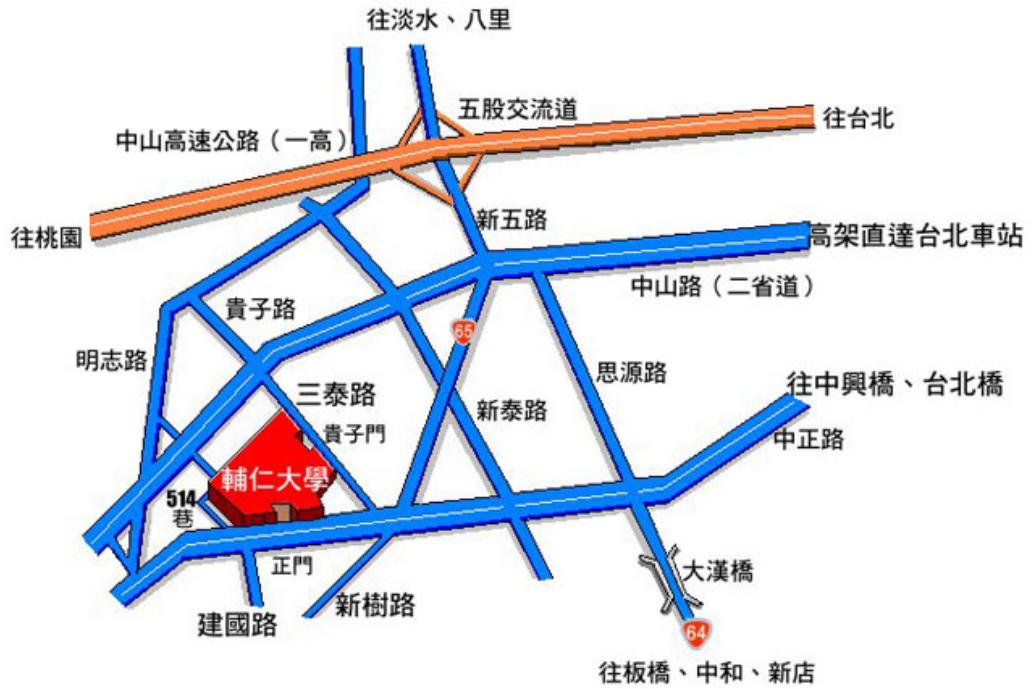 往淡水、八里
五股交流道
往台北
中山高速公路（一高）
往桃園
新五路
高架直達台北車站
中山路（二省道）
貴子路
65
明志路
思源路
三泰路
往中興橋、台北橋
新泰路
貴子門
中正路
輔仁大學
514
巷
正門
大漢橋
新樹路
建國路
64
往板橋、中和、新店